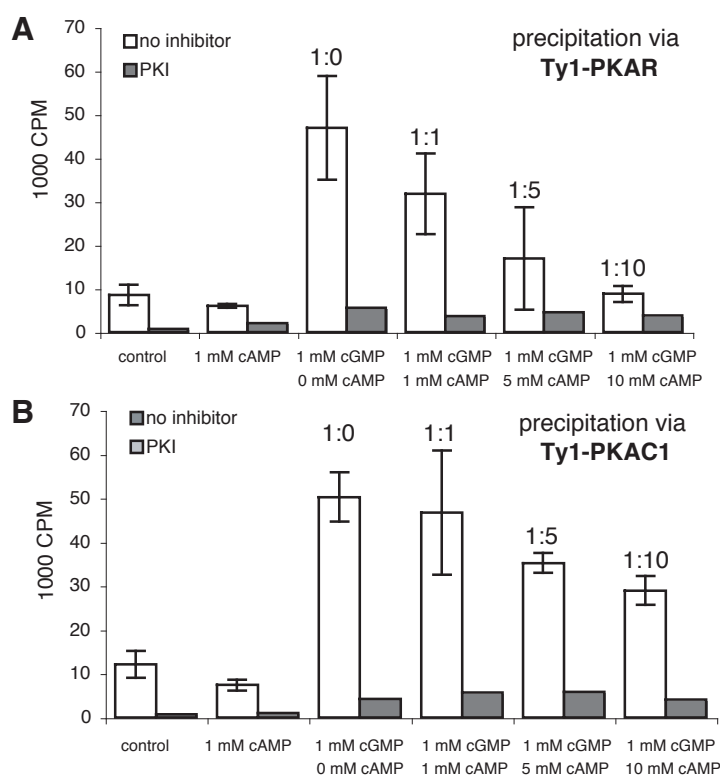 A
no inhibitor
PKI
precipitation via
Ty1-PKAR
1000 CPM
70
60
50
40
30
20
10
0
1:0
1:1
1:5
1:10
control
1 mM cAMP
1 mM cGMP
0 mM cAMP
1 mM cGMP
1 mM cAMP
1 mM cGMP
5 mM cAMP
1 mM cGMP
10 mM cAMP
B
no inhibitor
PKI
precipitation via
Ty1-PKAC1
1000 CPM
70
60
50
40
30
20
10
0
1:0
1:1
1:5
1:10
control
1 mM cAMP
1 mM cGMP
0 mM cAMP
1 mM cGMP
1 mM cAMP
1 mM cGMP
5 mM cAMP
1 mM cGMP
10 mM cAMP